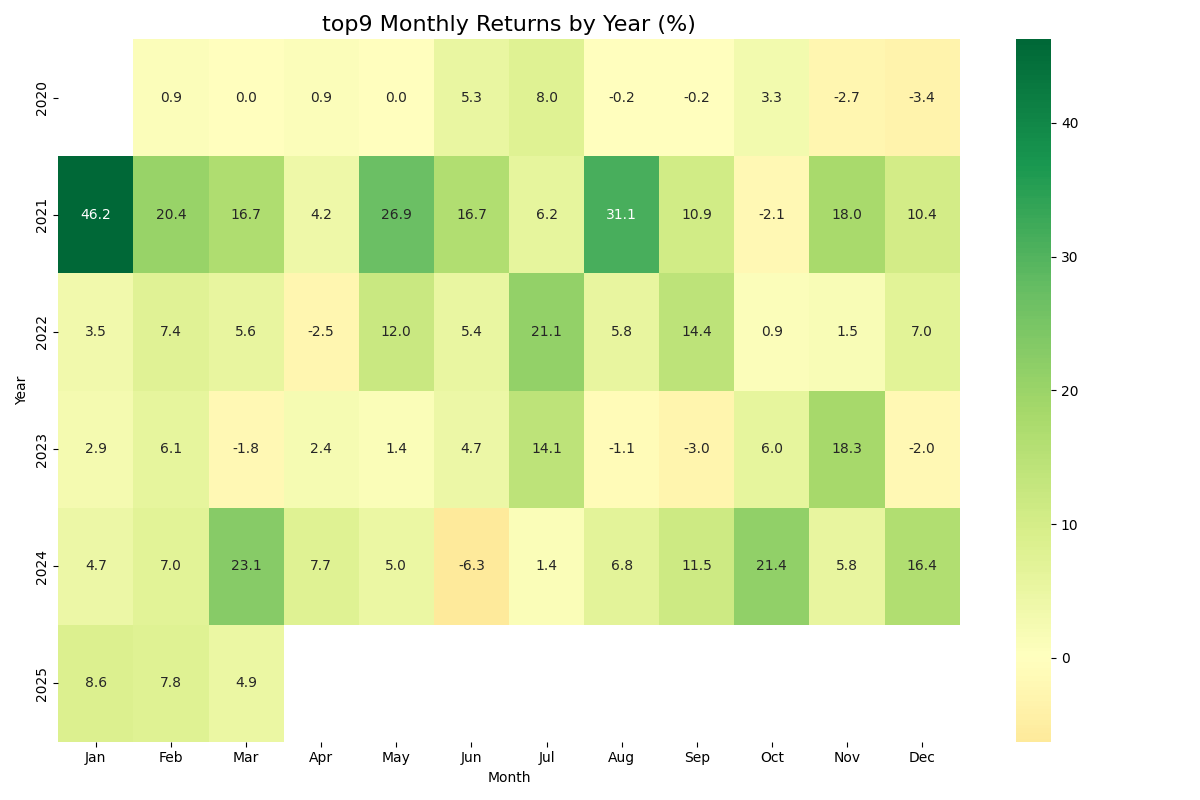 top9 Monthly Returns by Year (%)
2020 0.9 0.0 0.9 0.0 5.3 8.0 -0.2 -0.2 3.3 -2.7 -3.4
2021 46.2 20.4 16.7 4.2 26.9 16.7 6.2 31.1 10.9 -2.1 18.0 10.4
2022 3.5 7.4 5.6 -2.5 12.0 5.4 21.1 5.8 14.4 0.9 1.5 7.0
2023 2.9 6.1 -1.8 2.4 1.4 4.7 14.1 -1.1 -3.0 6.0 18.3 -2.0
2024 4.7 7.0 23.1 7.7 5.0 -6.3 1.4 6.8 11.5 21.4 5.8 16.4
2025 8.6 7.8 4.9
Jan Feb Mar Apr May Jun Jul Aug Sep Oct Nov Dec
Month
Year
40
30
20
10
0